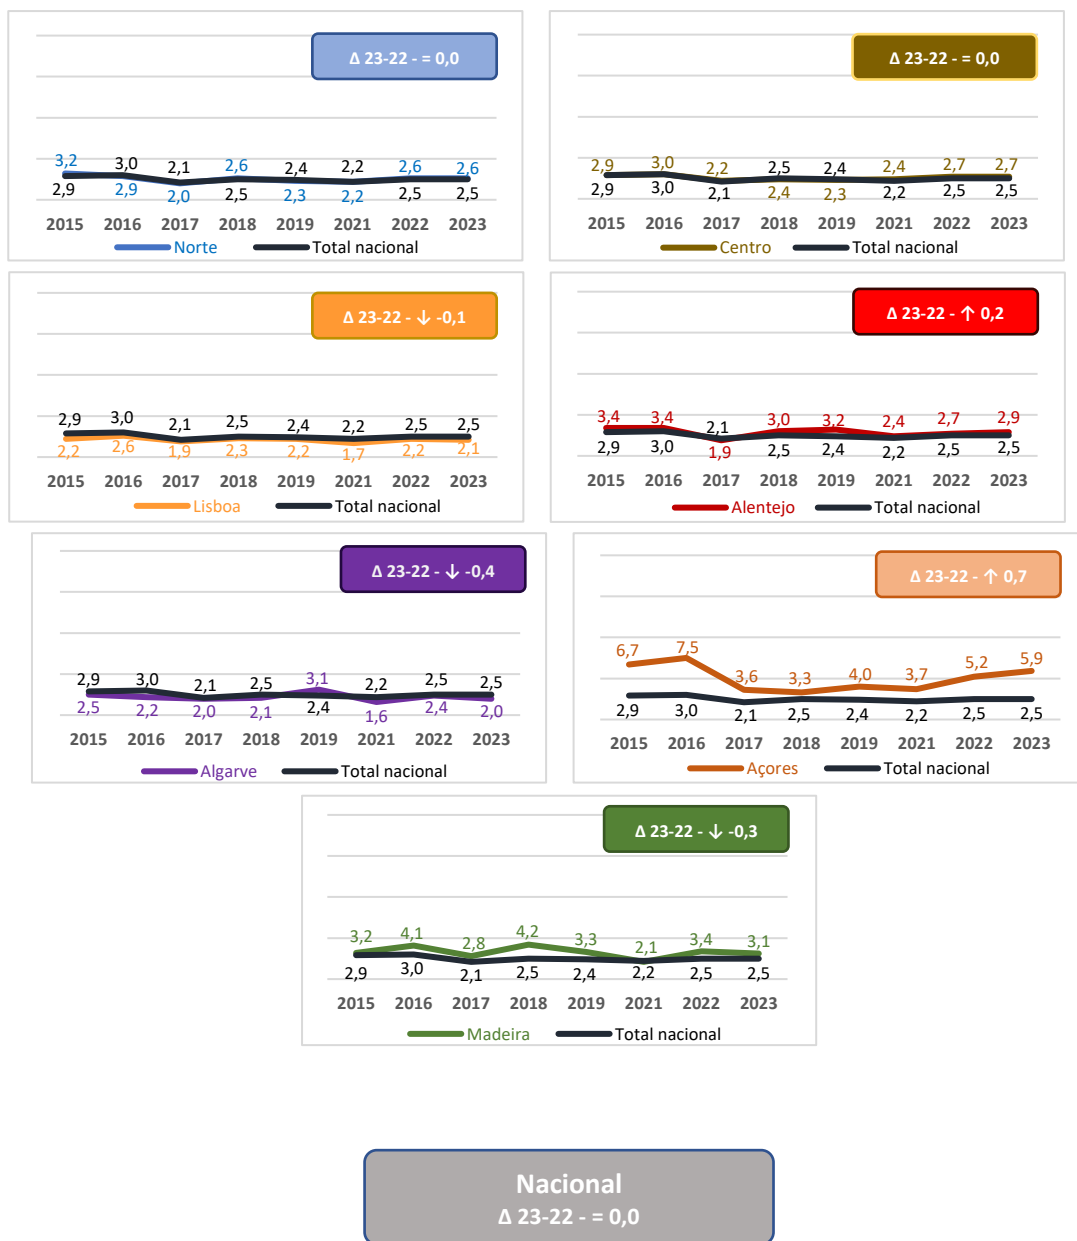 Δ 23-22 - = 0,0
3,2 3,0 2,1 2,6 2,4 2,2 2,6 2,6
2,9 2,9 2,0 2,5 2,3 2,2 2,5 2,5
2015 2016 2017 2018 2019 2021 2022 2023
Norte Total nacional
Δ 23-22 - = 0,0
2,9 3,0 2,2 2,5 2,4 2,4 2,7 2,7
2,9 3,0 2,1 2,4 2,3 2,2 2,5 2,5
2015 2016 2017 2018 2019 2021 2022 2023
Centro Total nacional
Δ 23-22 - ↓ -0,1
2,9 3,0 2,1 2,5 2,4 2,2 2,5 2,5
2,2 2,6 1,9 2,3 2,2 1,7 2,2 2,1
2015 2016 2017 2018 2019 2021 2022 2023
Lisboa Total nacional
Δ 23-22 - ↑ 0,2
3,4 3,4 2,1 3,0 3,2 2,4 2,7 2,9
2,9 3,0 1,9 2,5 2,4 2,2 2,5 2,5
2015 2016 2017 2018 2019 2021 2022 2023
Alentejo Total nacional
Δ 23-22 - ↓ -0,4
2,9 3,0 2,1 2,5 3,1 2,2 2,5 2,5
2,5 2,2 2,0 2,1 2,4 1,6 2,4 2,0
2015 2016 2017 2018 2019 2021 2022 2023
Algarve Total nacional
Δ 23-22 - ↑ 0,7
6,7 7,5 3,6 3,3 4,0 3,7 5,2 5,9
2,9 3,0 2,1 2,5 2,4 2,2 2,5 2,5
2015 2016 2017 2018 2019 2021 2022 2023
Açores Total nacional
Δ 23-22 - ↓ -0,3
3,2 4,1 2,8 4,2 3,3 2,1 3,4 3,1
2,9 3,0 2,1 2,5 2,4 2,2 2,5 2,5
2015 2016 2017 2018 2019 2021 2022 2023
Madeira Total nacional
Nacional
Δ 23-22 - = 0,0